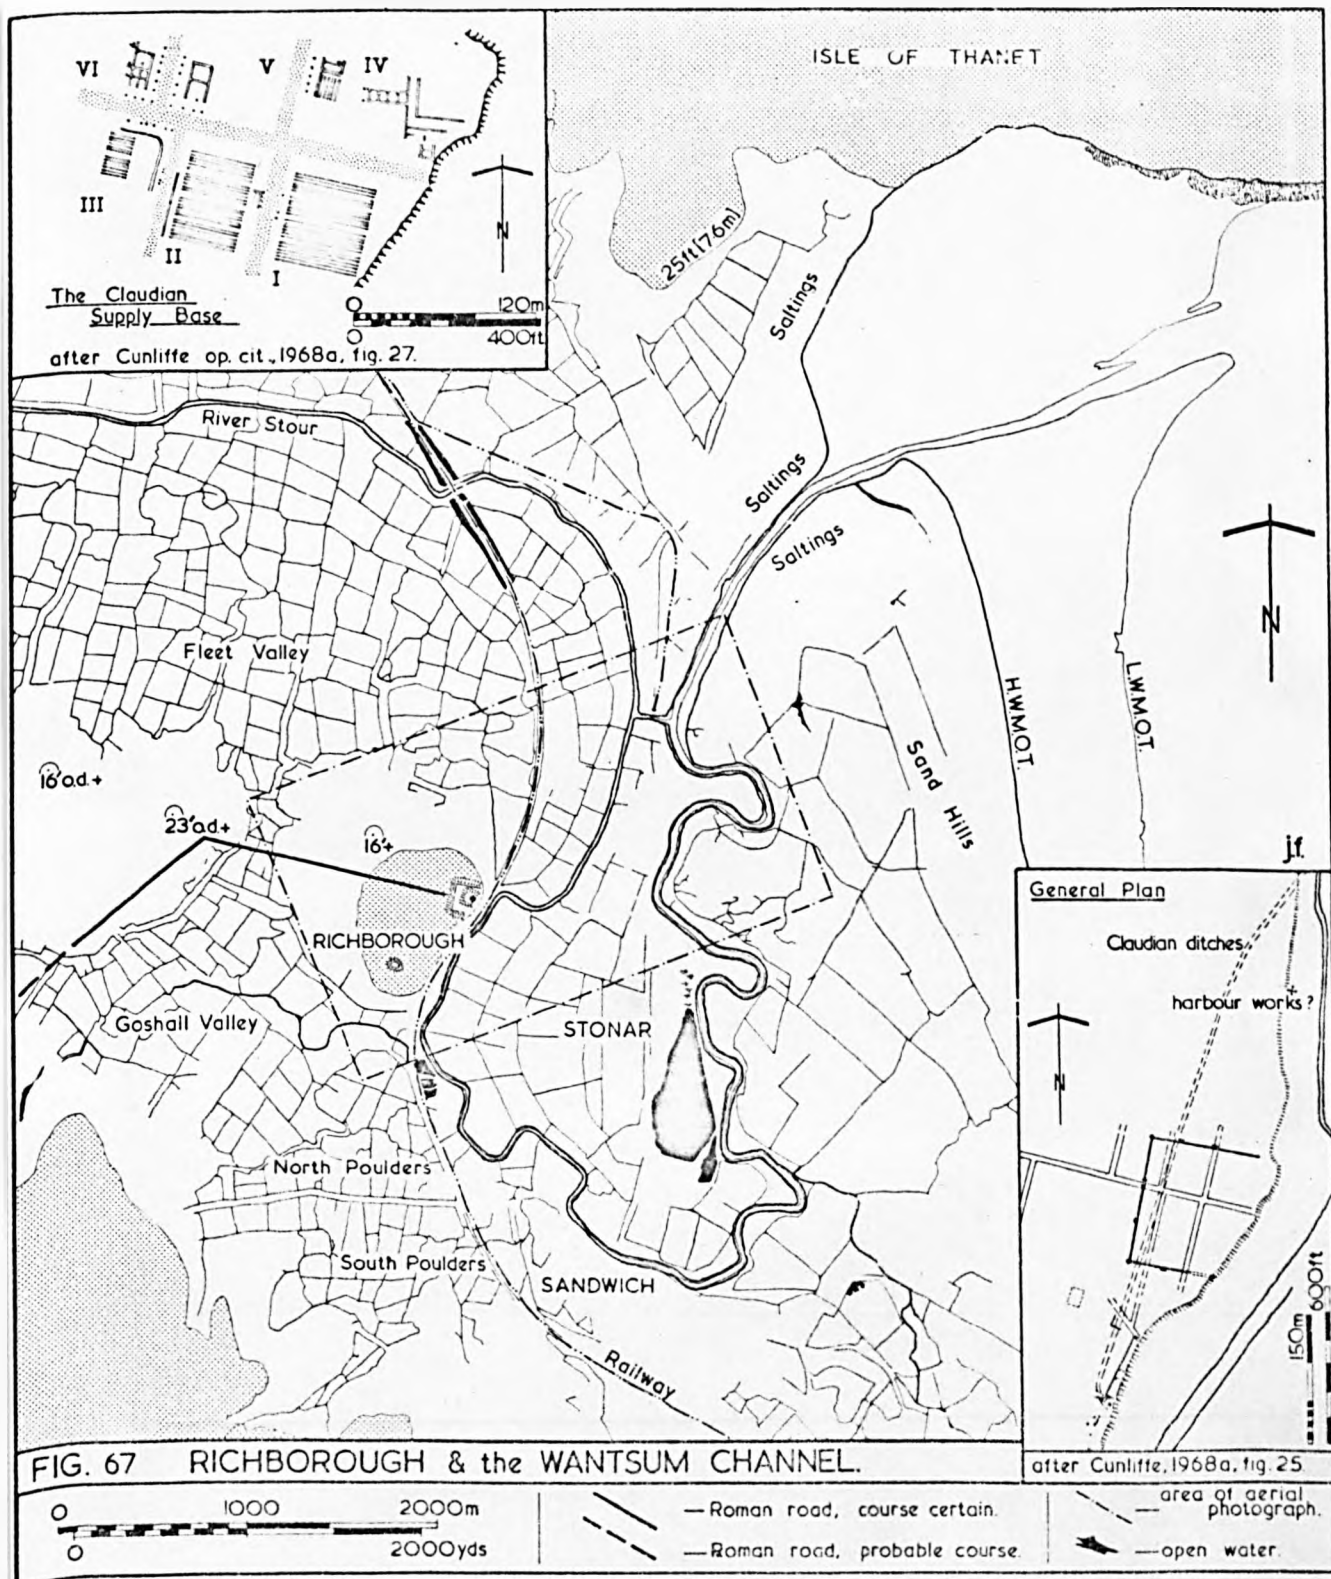 VI
V
IV
III
II
I
N
The Claudian
Supply Base
0 120m
0 400ft.
after Cunliffe op. cit., 1968a, fig. 27.
ISLE OF THANET
25ft [7·6m]
Saltings
River Stour
Saltings
Saltings
N
Fleet Valley
H.W.M.O.T.
L.W.M.O.T.
Sand Hills
16'o.d.+
23'o.d.+
16'+
j.f.
RICHBOROUGH
Goshall Valley
STONAR
North Poulders
South Poulders
SANDWICH
Railway
General Plan
Claudian ditches
harbour works?
N
150m
600ft
after Cunliffe, 1968a, fig. 25.
FIG. 67 RICHBOROUGH & the WANTSUM CHANNEL.
0 1000 2000m
0 2000yds
— Roman road, course certain.
— Roman road, probable course.
area of aerial
— photograph.
— open water.